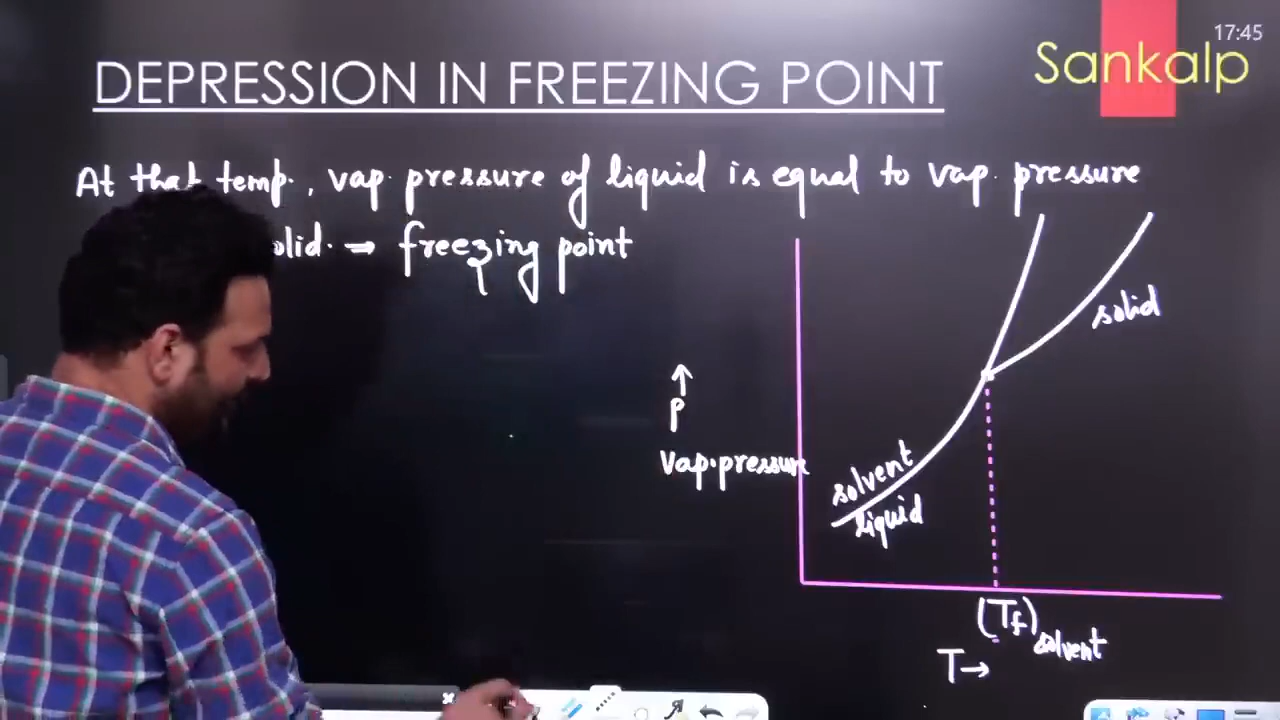 17:45
Sankalp
DEPRESSION IN FREEZING POINT
At that temp., vap. pressure of liquid is equal to vap. pressure
olid. → freezing point
solid
↑
P
vap. pressure
solvent
liquid
(Tf)solvent
T→